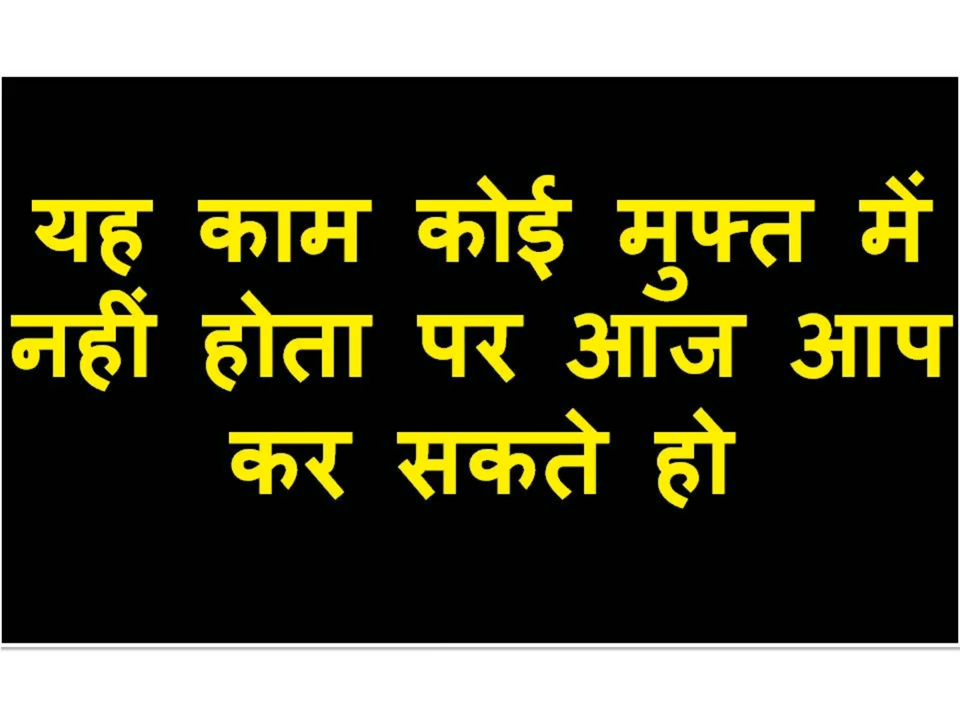 यह काम कोई मुफ्त में
नहीं होता पर आज आप
कर सकते हो